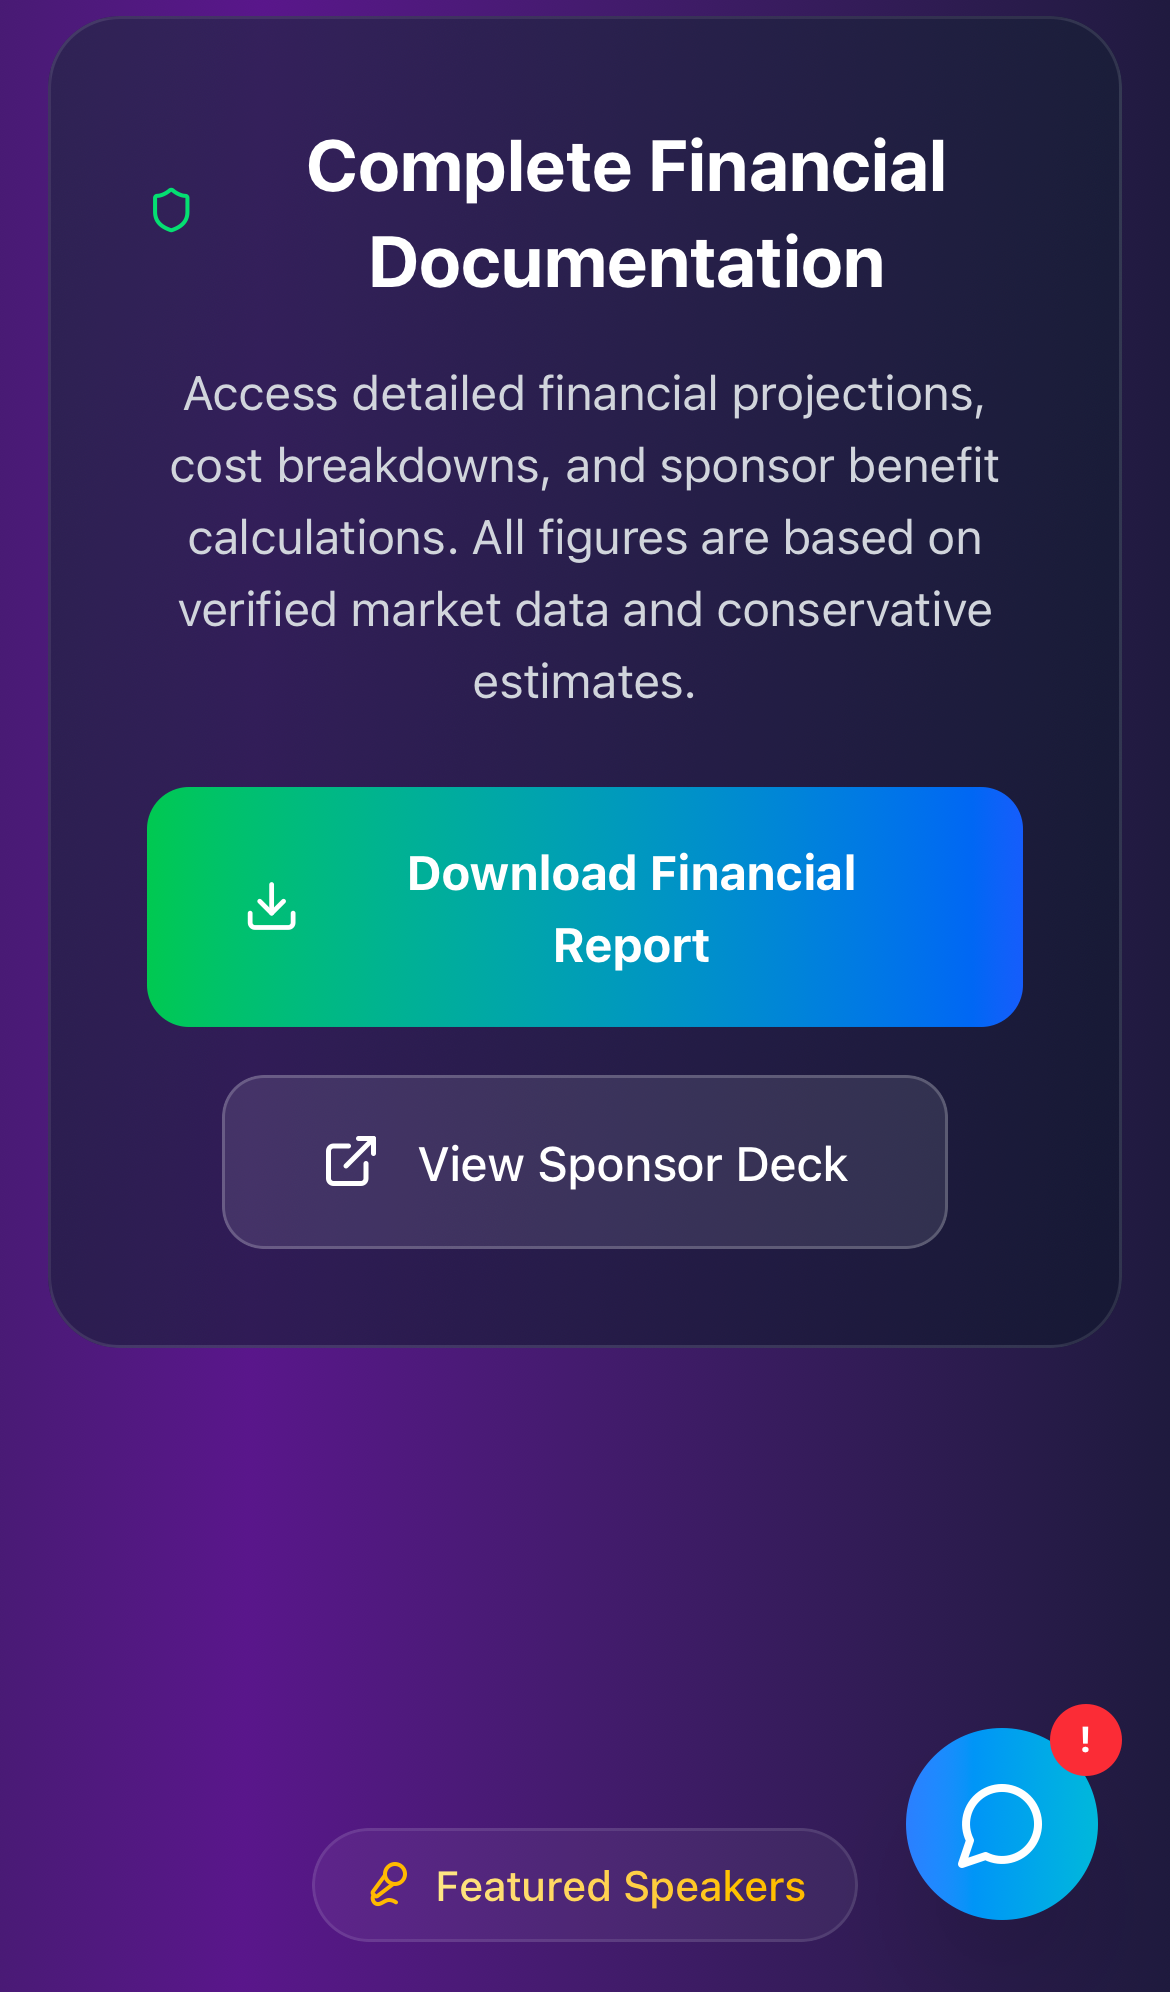 Complete Financial
Documentation
Access detailed financial projections,
cost breakdowns, and sponsor benefit
calculations. All figures are based on
verified market data and conservative
estimates.
Download Financial
Report
View Sponsor Deck
!
Featured Speakers